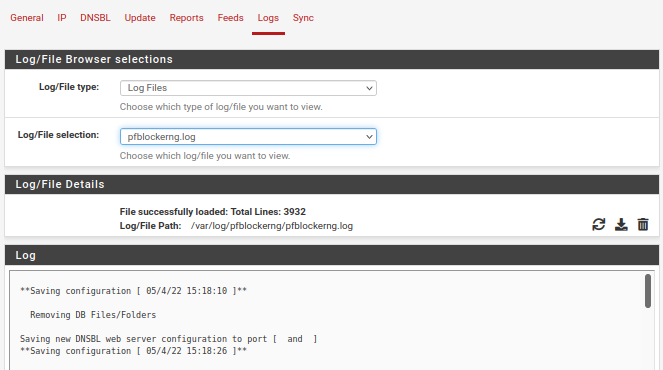 General IP DNSBL Update Reports Feeds Logs Sync
Log/File Browser selections
Log/File type: Log Files
Choose which type of log/file you want to view.
Log/File selection: pfblockerng.log
Choose which log/file you want to view.
Log/File Details
File successfully loaded: Total Lines: 3932
Log/File Path: /var/log/pfblockerng/pfblockerng.log
Log
**Saving configuration [ 05/4/22 15:18:10 ]**
Removing DB Files/Folders
Saving new DNSBL web server configuration to port [  and  ]
**Saving configuration [ 05/4/22 15:18:26 ]**